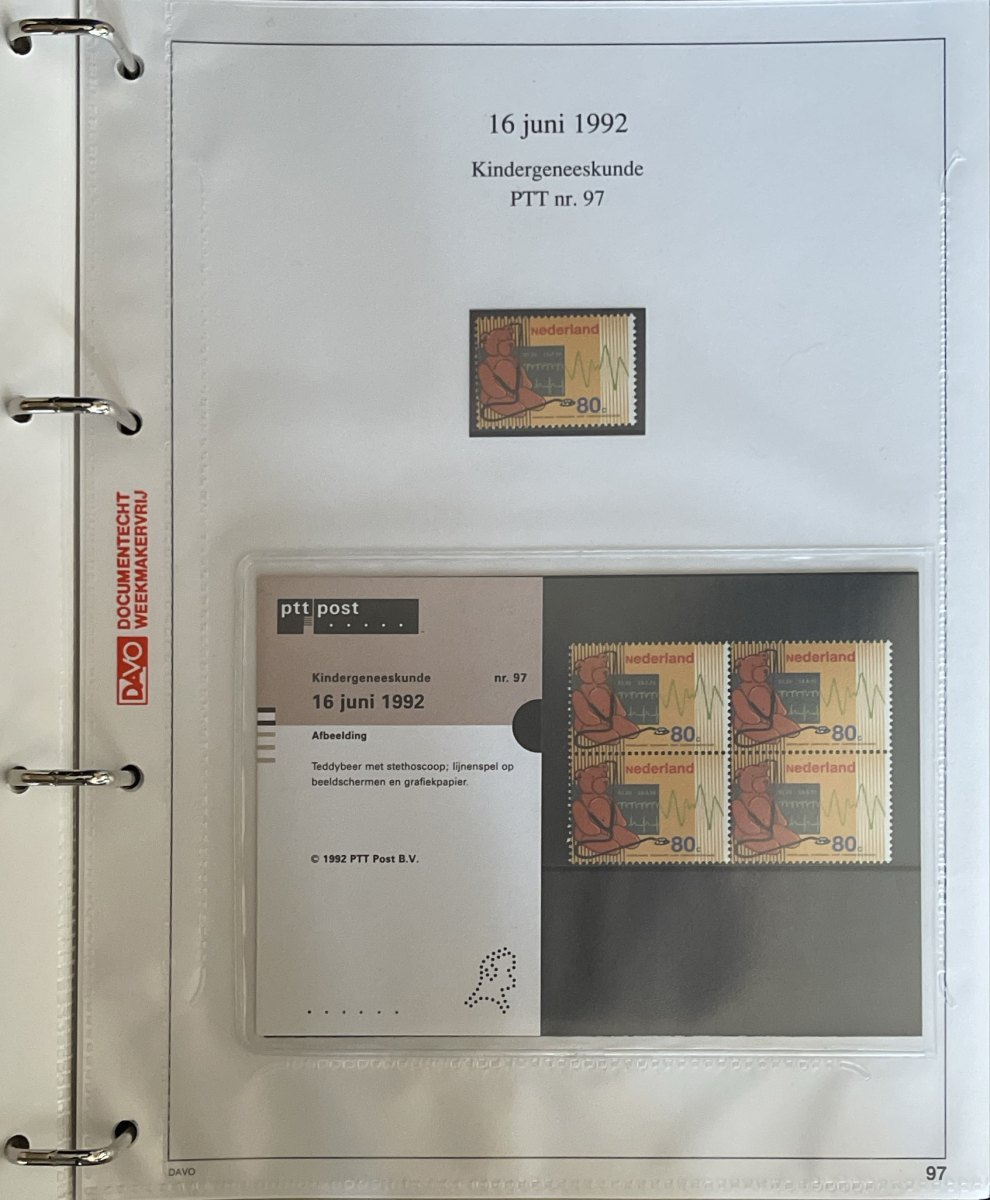 16 juni 1992
Kindergeneeskunde
PTT nr. 97
Nederland
80c
DAVO DOCUMENTECHT
WEEKMAKERVRIJ
ptt post
Kindergeneeskunde nr. 97
16 juni 1992
Afbeelding
Teddybeer met stethoscoop; lijnenspel op
beeldschermen en grafiekpapier.
© 1992 PTT Post B.V.
Nederland Nederland
80c 80c
Nederland Nederland
80c 80c
DAVO 97